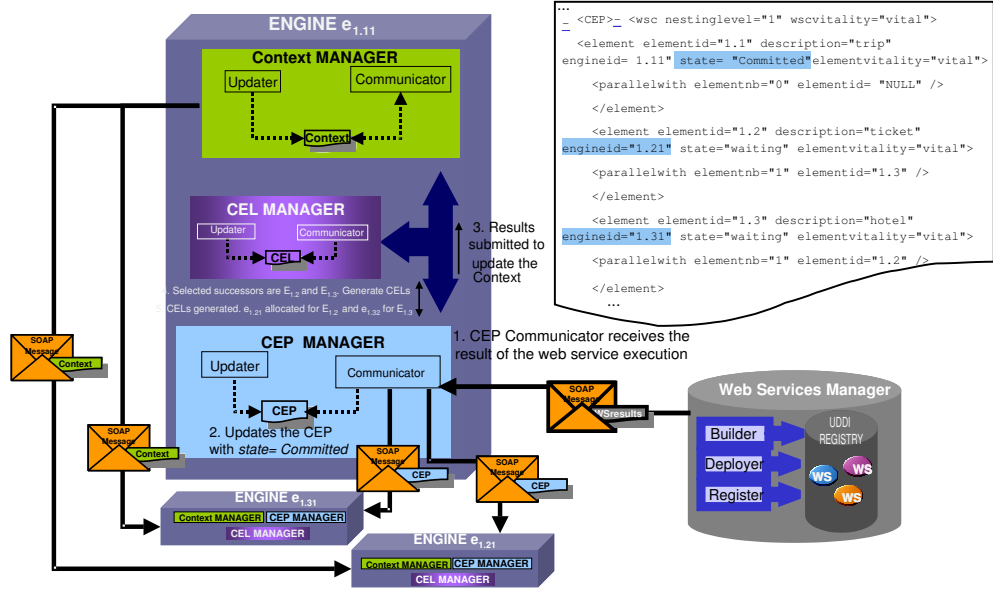 ENGINE e1.11
Context MANAGER
Updater
Communicator
Context
CEL MANAGER
Updater
Communicator
CEL
3. Results
submitted to
update the
Context
. Selected successors are E1.2 and E1.3. Generate CELs
. CELs generated. e1.21 allocated for E1.2 and e1.32 for E1.3
CEP MANAGER
Updater
Communicator
CEP
2. Updates the CEP
with state= Committed
1. CEP Communicator receives the
result of the web service execution
SOAP
Message
Context
SOAP
Message
Context
SOAP
Message
CEP
SOAP
Message
CEP
SOAP
Message
WSresults
ENGINE e1.31
Context MANAGER
CEP MANAGER
CEL MANAGER
ENGINE e1.21
Context MANAGER
CEP MANAGER
CEL MANAGER
...
- <CEP>- <wsc nestinglevel="1" wscvitality="vital">
<element elementid="1.1" description="trip"
engineid= 1.11" state= "Committed"elementvitality="vital">
<parallelwith elementnb="0" elementid= "NULL" />
</element>
<element elementid="1.2" description="ticket"
engineid="1.21" state="waiting" elementvitality="vital">
<parallelwith elementnb="1" elementid="1.3" />
</element>
<element elementid="1.3" description="hotel"
engineid="1.31" state="waiting" elementvitality="vital">
<parallelwith elementnb="1" elementid="1.2" />
</element>
...
Web Services Manager
Builder
Deployer
Register
UDDI
REGISTRY
WS
WS
WS